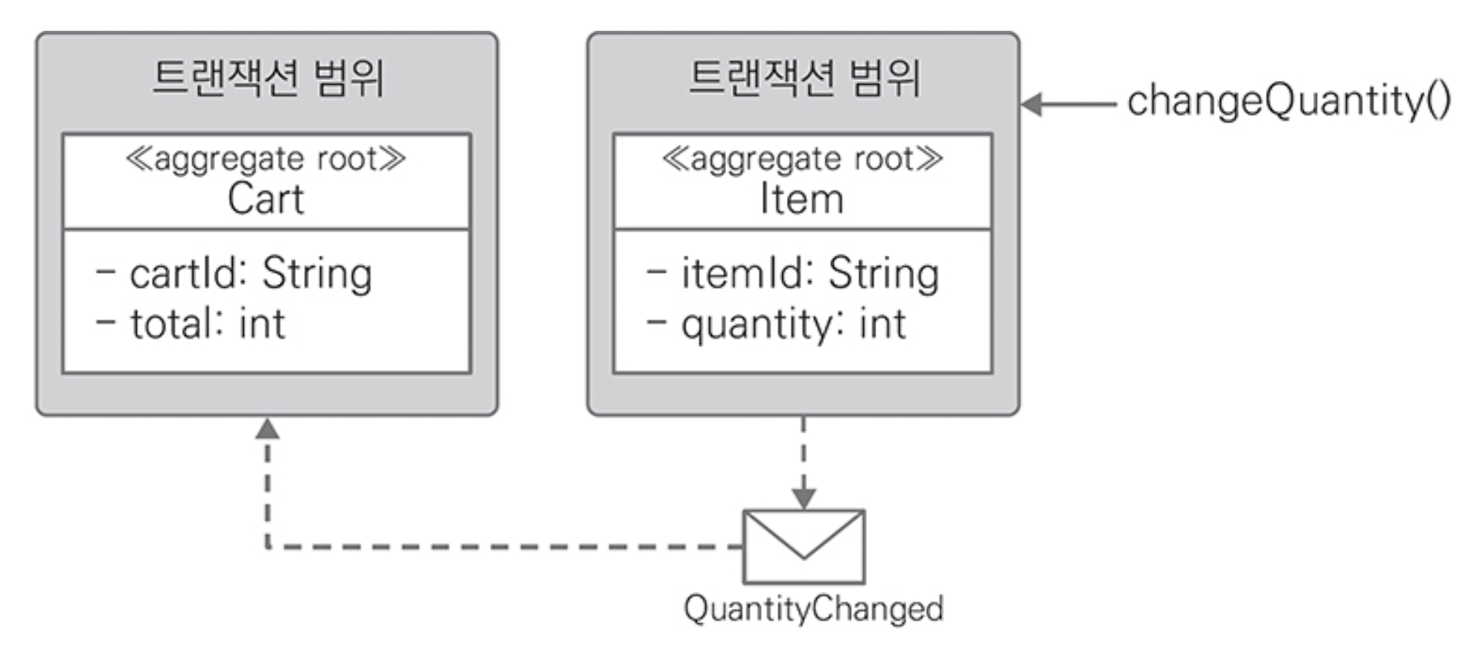 트랜잭션 범위
≪aggregate root≫
Cart
- cartId: String
- total: int
트랜잭션 범위
≪aggregate root≫
Item
- itemId: String
- quantity: int
changeQuantity()
QuantityChanged